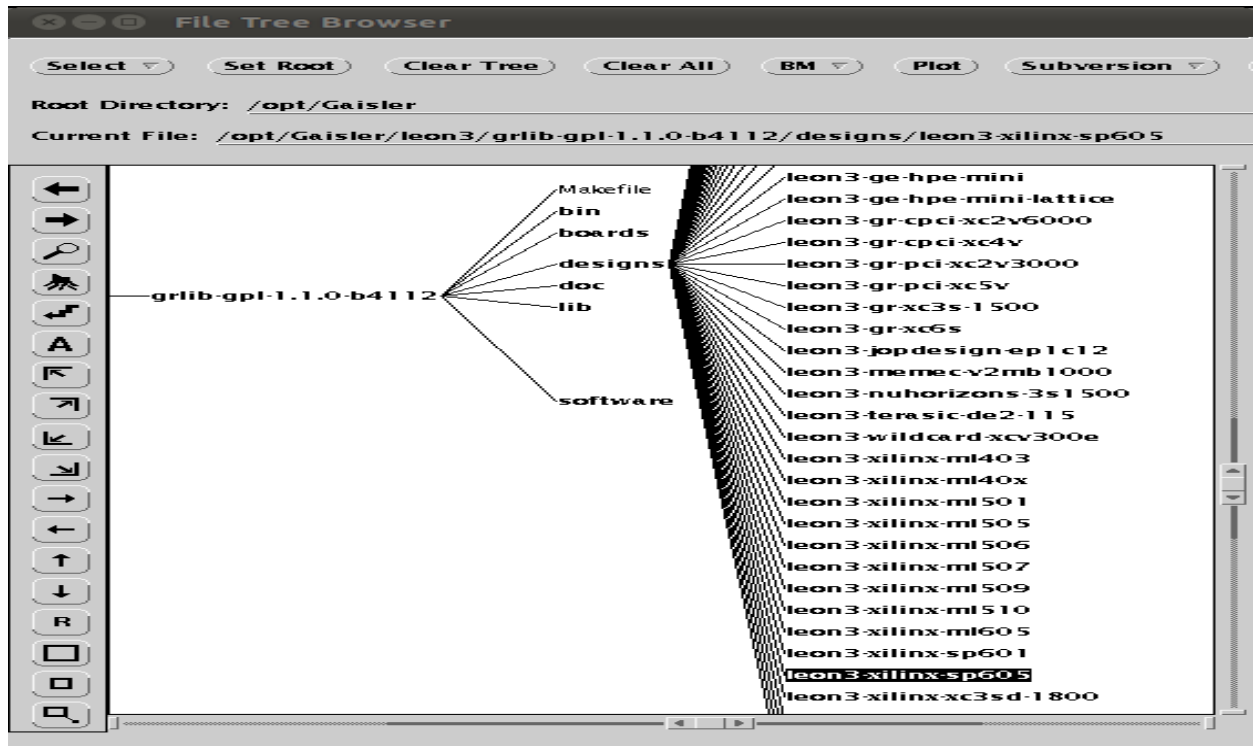 File Tree Browser
Select Set Root Clear Tree Clear All BM Plot Subversion
Root Directory: /opt/Gaisler
Current File: /opt/Gaisler/leon3/grlib-gpl-1.1.0-b4112/designs/leon3-xilinx-sp605
A
R
grlib-gpl-1.1.0-b4112
Makefile
bin
boards
designs
doc
lib
software
leon3-ge-hpe-mini
leon3-ge-hpe-mini-lattice
leon3-gr-cpci-xc2v6000
leon3-gr-cpci-xc4v
leon3-gr-pci-xc2v3000
leon3-gr-pci-xc5v
leon3-gr-xc3s-1500
leon3-gr-xc6s
leon3-jopdesign-ep1c12
leon3-memec-v2mb1000
leon3-nuhorizons-3s1500
leon3-terasic-de2-115
leon3-wildcard-xcv300e
leon3-xilinx-ml403
leon3-xilinx-ml40x
leon3-xilinx-ml501
leon3-xilinx-ml505
leon3-xilinx-ml506
leon3-xilinx-ml507
leon3-xilinx-ml509
leon3-xilinx-ml510
leon3-xilinx-ml605
leon3-xilinx-sp601
leon3-xilinx-sp605
leon3-xilinx-xc3sd-1800